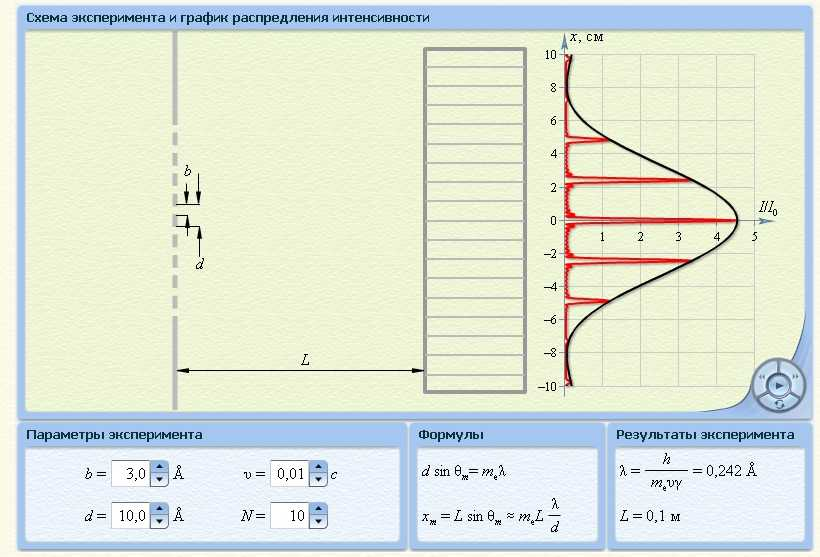 Схема эксперимента и график распредления интенсивности
x, см
10
8
6
4
2
0
−2
−4
−6
−8
−10
1 2 3 4 5
I/I₀
b
d
L
Параметры эксперимента
b = 3,0 Å
υ = 0,01 c
d = 10,0 Å
N = 10
Формулы
d sin θₘ = mₑλ
xₘ = L sin θₘ ≈ mₑL λ/d
Результаты эксперимента
λ = h/(mₑυγ) = 0,242 Å
L = 0,1 м